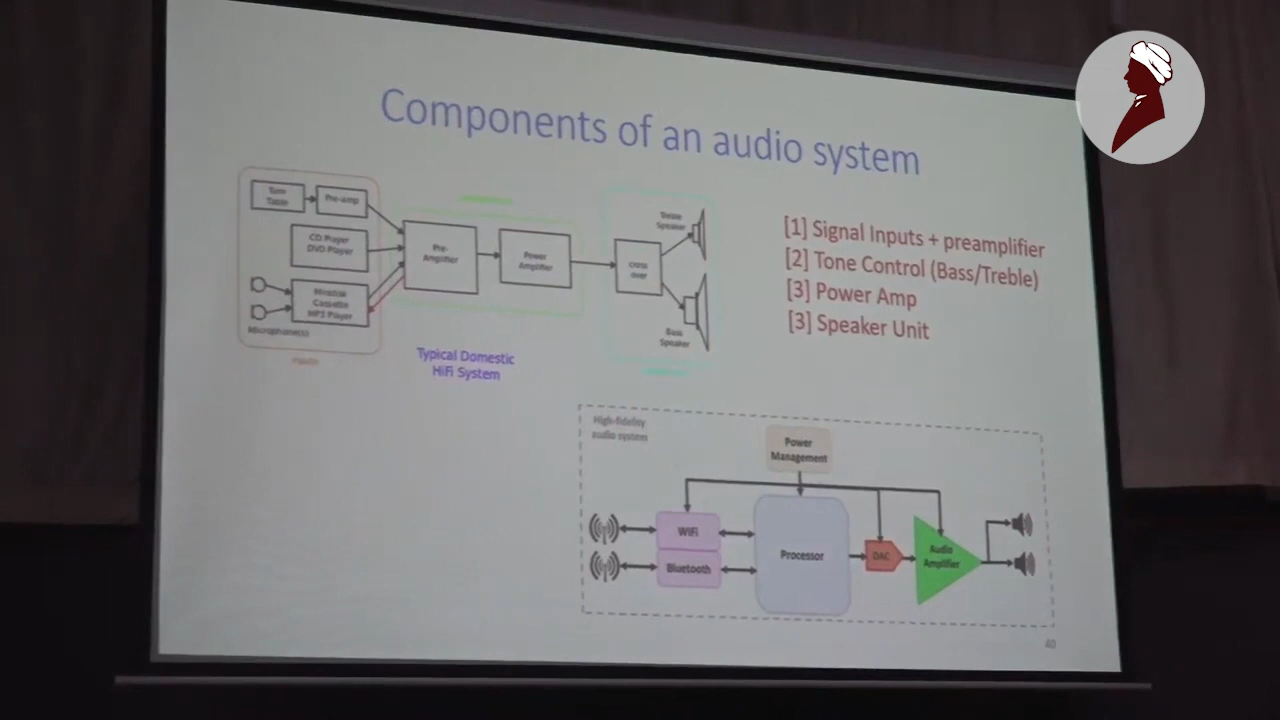 Components of an audio system
Turn
Table
Pre-amp
CD Player
DVD Player
Minidisc
Cassette
MP3 Player
Microphone(s)
Pre-
Amplifier
Power
Amplifier
cross
over
Treble
Speaker
Bass
Speaker
Typical Domestic
HiFi System
[1] Signal Inputs + preamplifier
[2] Tone Control (Bass/Treble)
[3] Power Amp
[3] Speaker Unit
High-fidelity
audio system
Power
Management
WiFi
Bluetooth
Processor
DAC
Audio
Amplifier
40